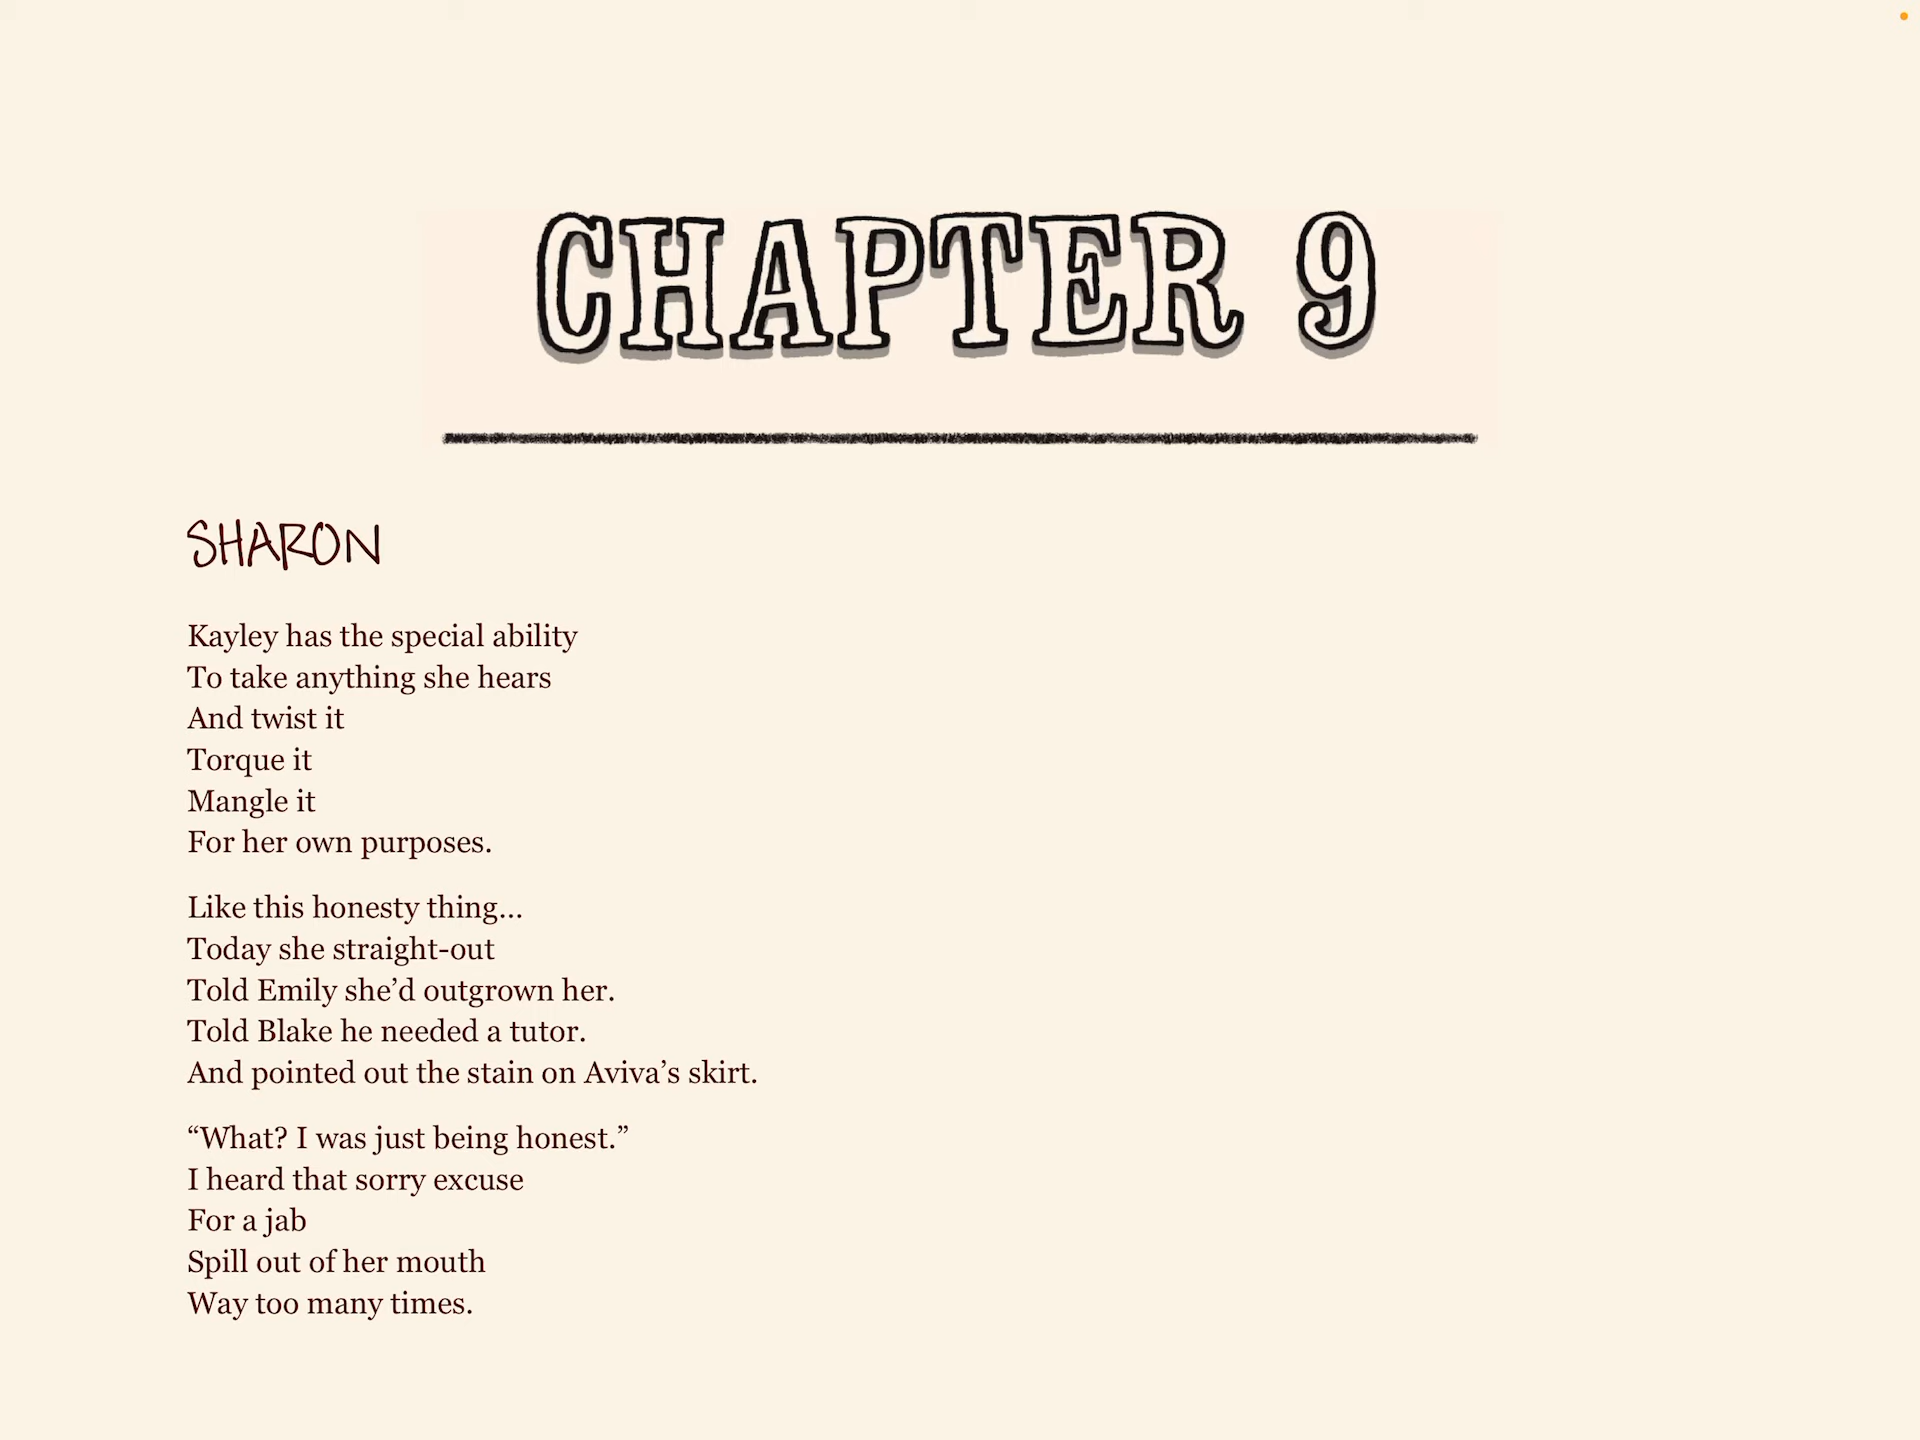 CHAPTER 9
SHARON
Kayley has the special ability
To take anything she hears
And twist it
Torque it
Mangle it
For her own purposes.
Like this honesty thing...
Today she straight-out
Told Emily she’d outgrown her.
Told Blake he needed a tutor.
And pointed out the stain on Aviva’s skirt.
“What? I was just being honest.”
I heard that sorry excuse
For a jab
Spill out of her mouth
Way too many times.